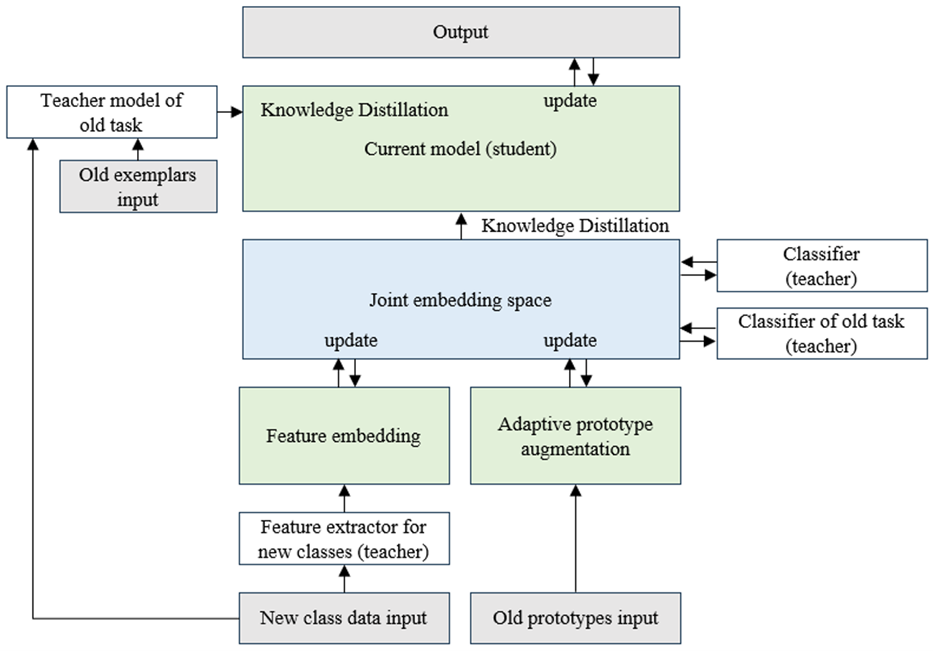 Output
Teacher model of
old task
Knowledge Distillation
update
Current model (student)
Old exemplars
input
Knowledge Distillation
Joint embedding space
Classifier
(teacher)
Classifier of old task
(teacher)
update
update
Feature embedding
Adaptive prototype
augmentation
Feature extractor for
new classes (teacher)
New class data input
Old prototypes input